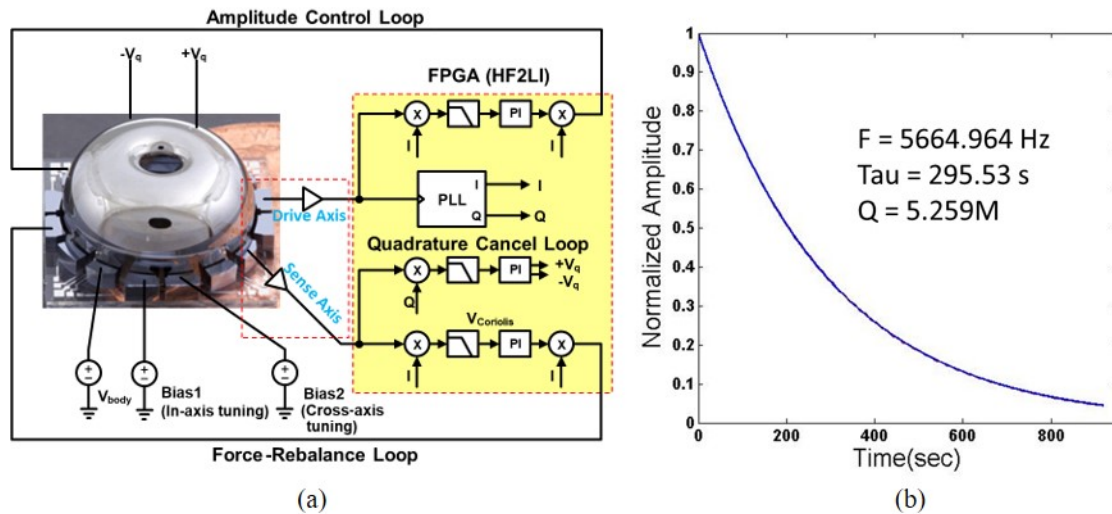 Amplitude Control Loop
-Vq
+Vq
FPGA (HF2LI)
X
PI
X
I
I
Drive Axis
PLL
I
Q
I
Q
Quadrature Cancel Loop
Sense Axis
X
PI
+Vq
-Vq
Q
VCoriolis
X
PI
X
I
I
Vbody
Bias1
(In-axis tuning)
Bias2
(Cross-axis
tuning)
Force-Rebalance Loop
(a)
Normalized Amplitude
1
0.9
0.8
0.7
0.6
0.5
0.4
0.3
0.2
0.1
0
0
200
400
600
800
Time(sec)
F = 5664.964 Hz
Tau = 295.53 s
Q = 5.259M
(b)